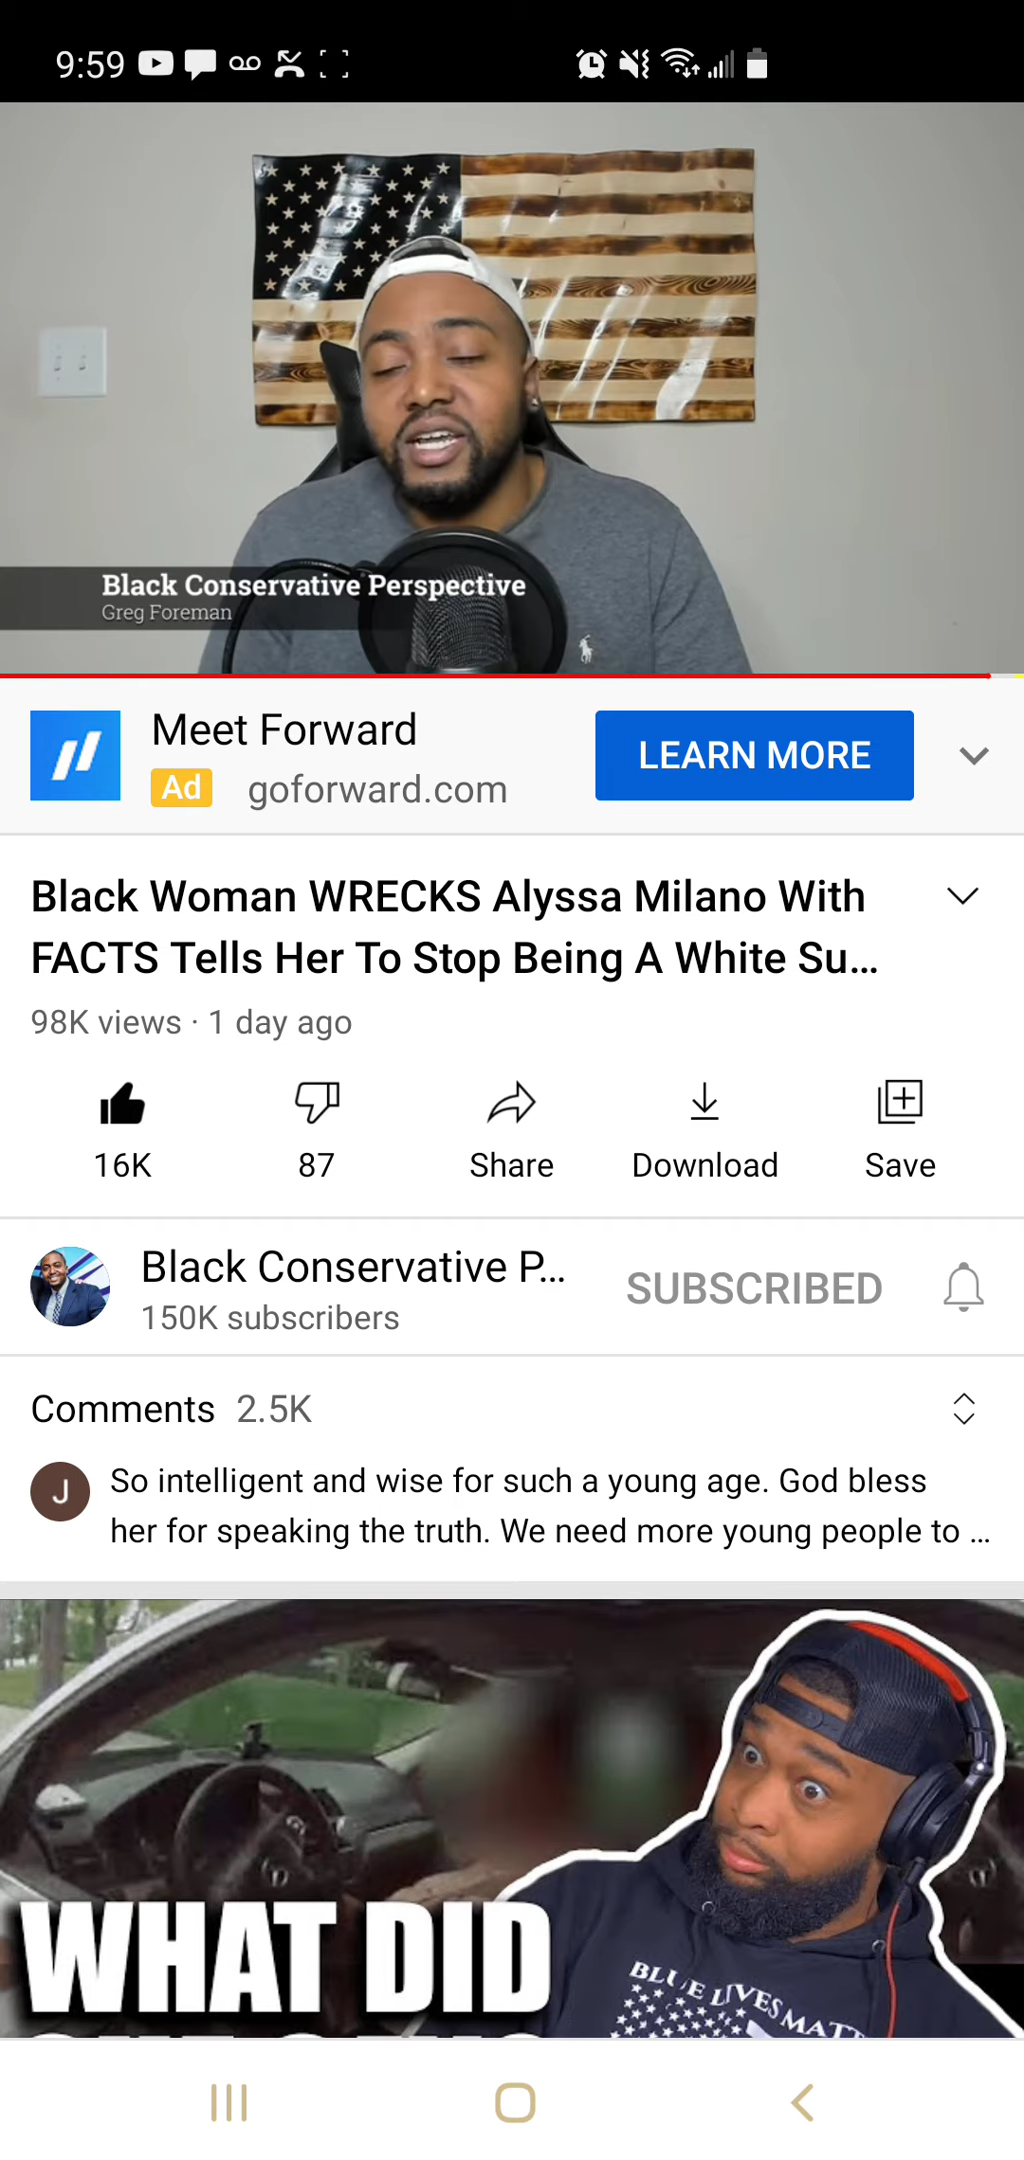 9:59
Black Conservative Perspective
Greg Foreman
Meet Forward
Ad goforward.com
LEARN MORE
Black Woman WRECKS Alyssa Milano With
FACTS Tells Her To Stop Being A White Su...
98K views · 1 day ago
16K 87 Share Download Save
Black Conservative P...
150K subscribers
SUBSCRIBED
Comments 2.5K
J
So intelligent and wise for such a young age. God bless
her for speaking the truth. We need more young people to ...
WHAT DID
BLUE LIVES MATT